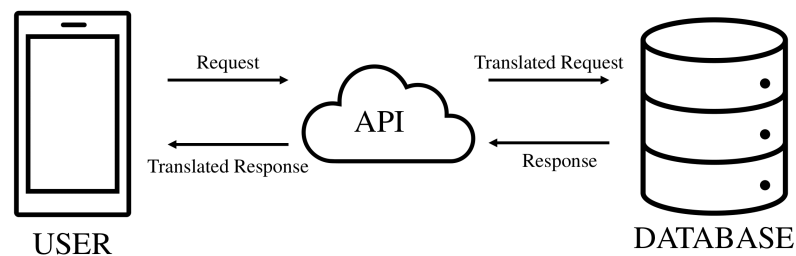 Request
Translated Request
API
Translated Response
Response
USER
DATABASE